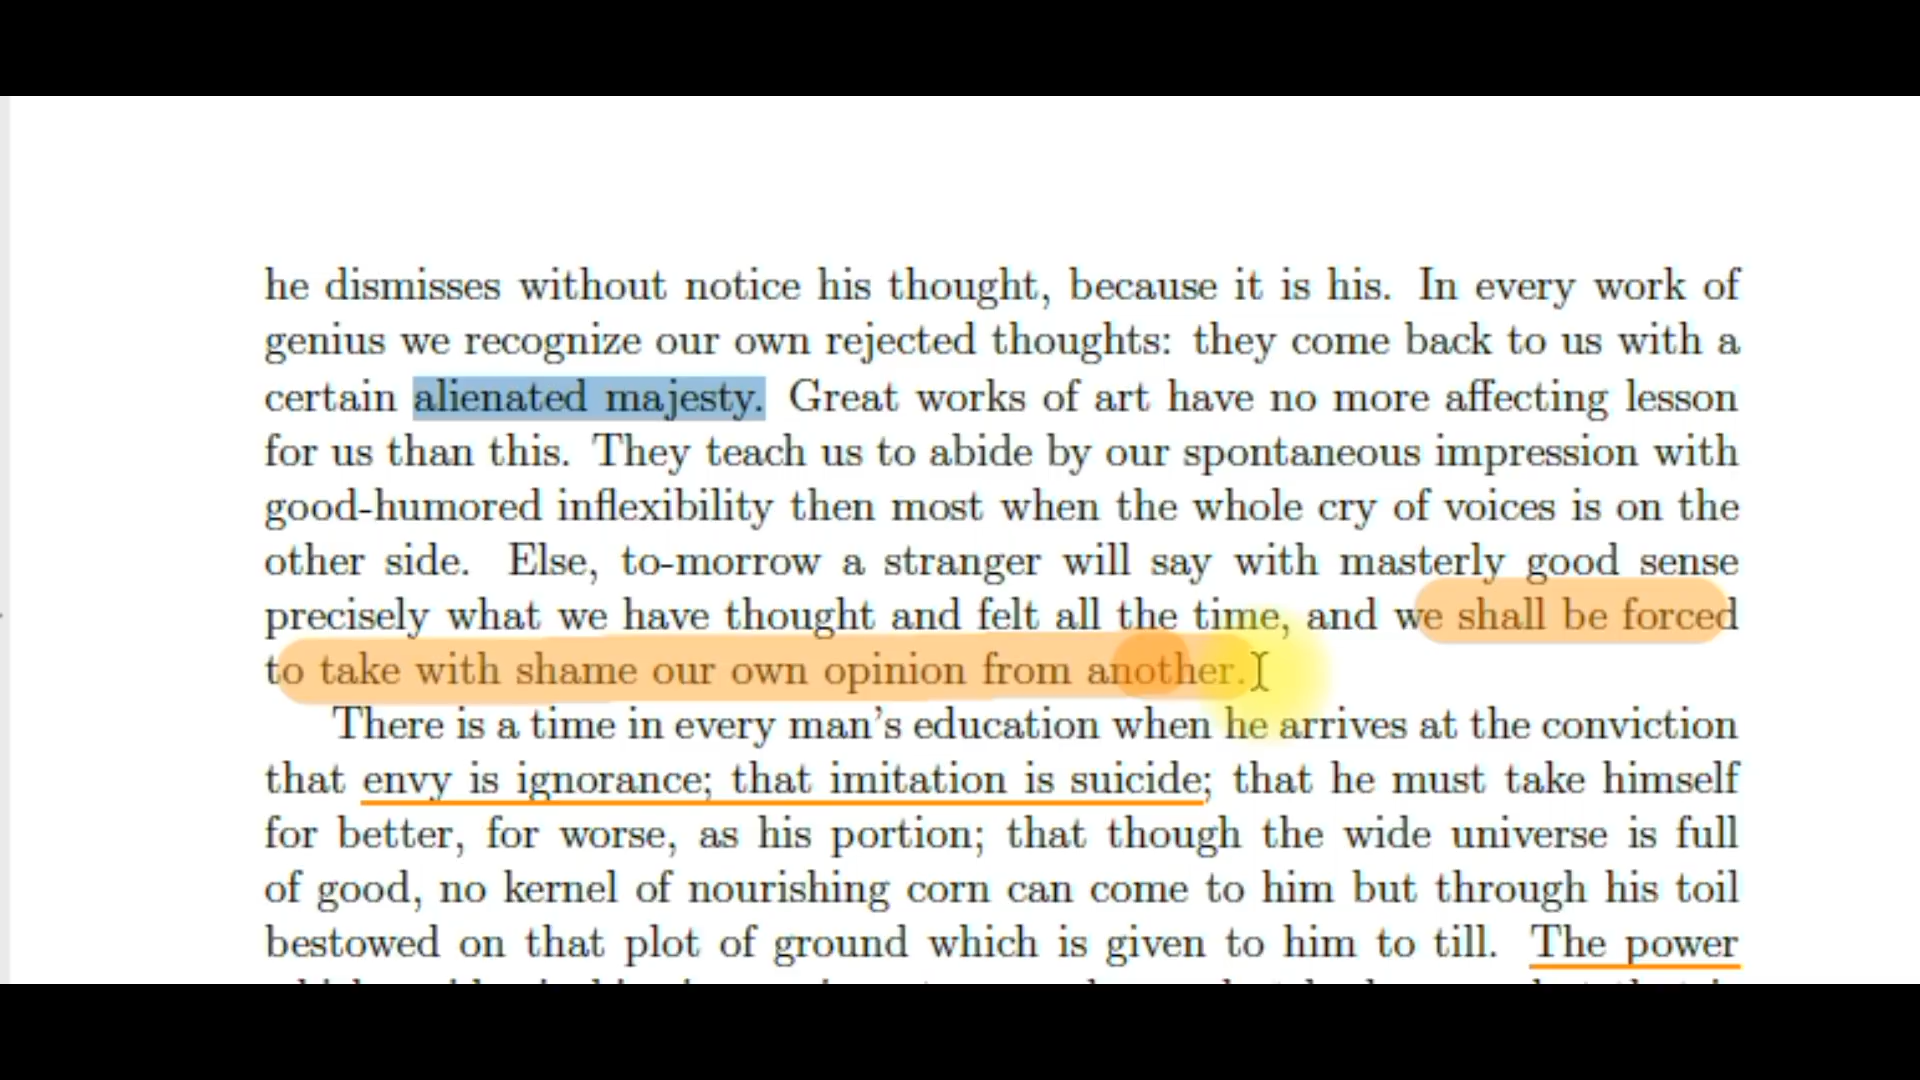 he dismisses without notice his thought, because it is his. In every work of
genius we recognize our own rejected thoughts: they come back to us with a
certain alienated majesty. Great works of art have no more affecting lesson
for us than this. They teach us to abide by our spontaneous impression with
good-humored inflexibility then most when the whole cry of voices is on the
other side. Else, to-morrow a stranger will say with masterly good sense
precisely what we have thought and felt all the time, and we shall be forced
to take with shame our own opinion from another.
There is a time in every man’s education when he arrives at the conviction
that envy is ignorance; that imitation is suicide; that he must take himself
for better, for worse, as his portion; that though the wide universe is full
of good, no kernel of nourishing corn can come to him but through his toil
bestowed on that plot of ground which is given to him to till. The power